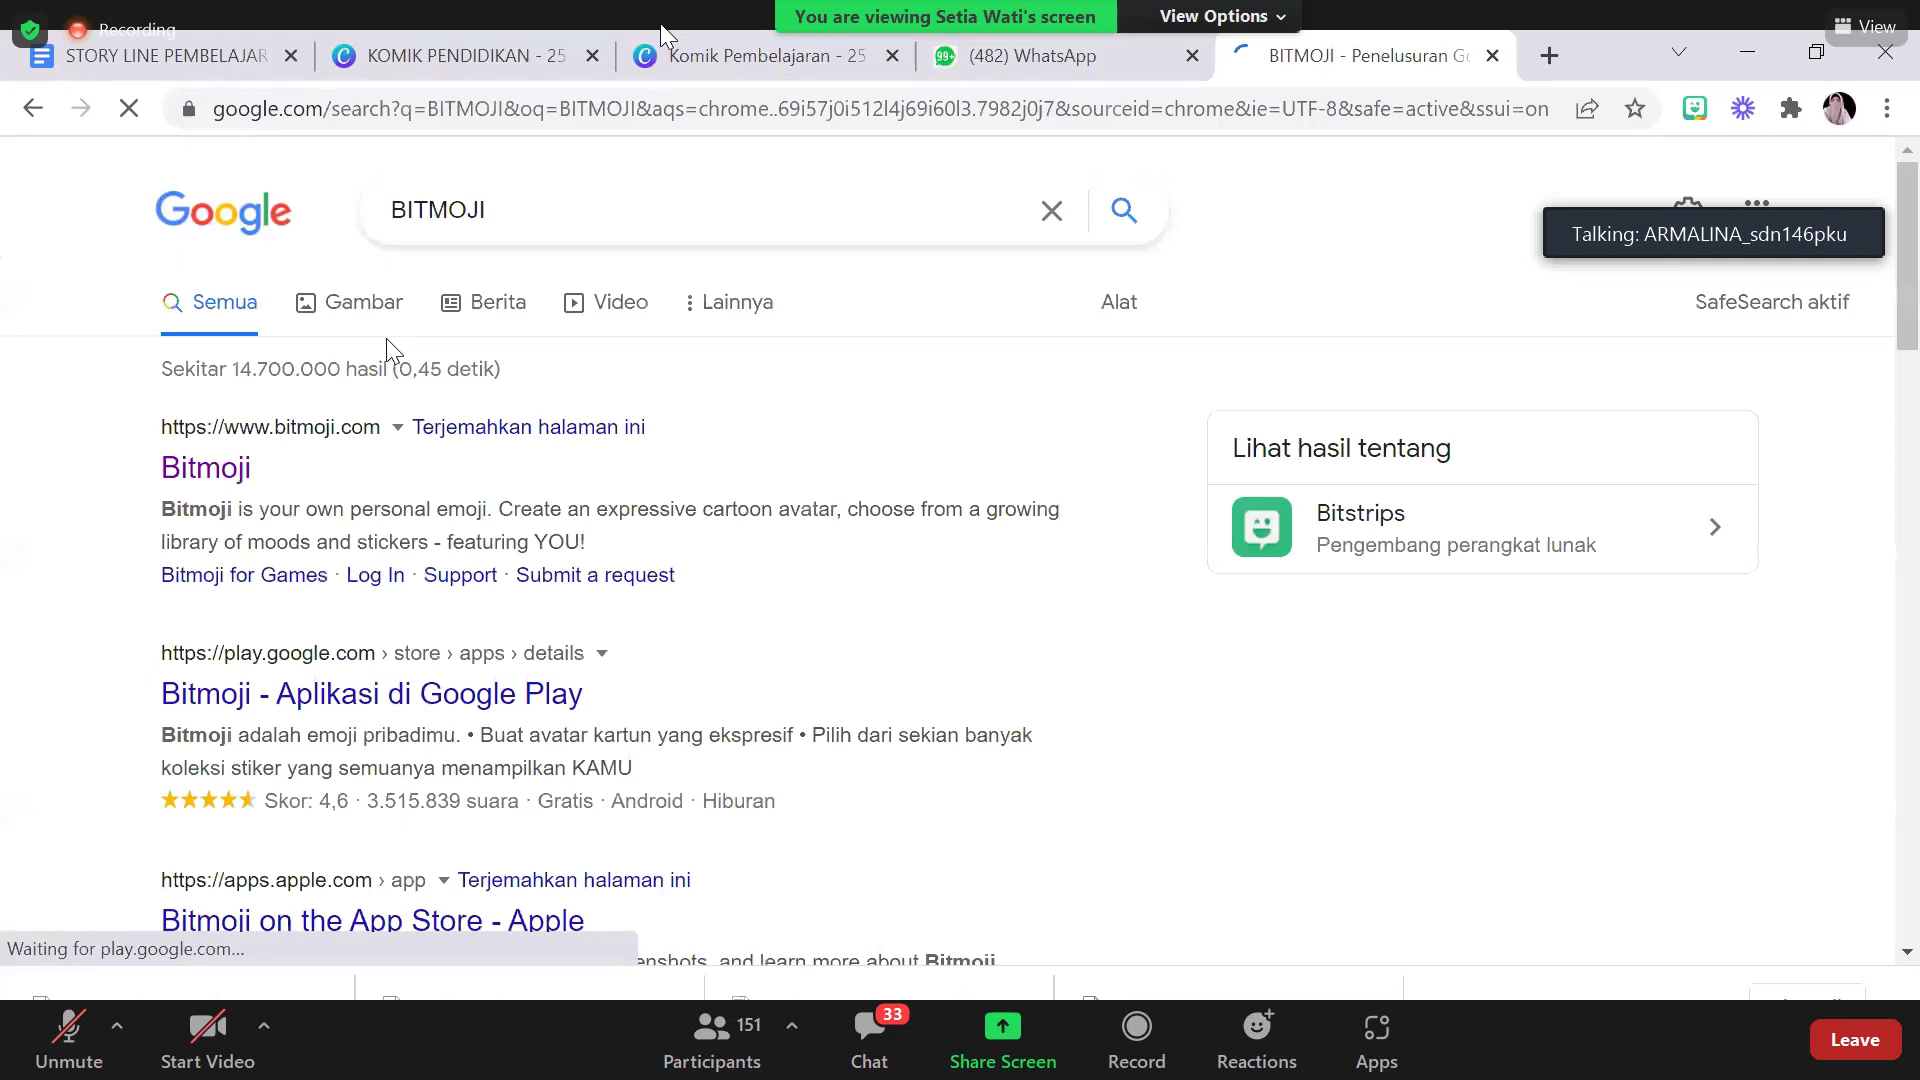 Recording
You are viewing Setia Wati's screen
View Options
View
STORY LINE PEMBELAJAR
KOMIK PENDIDIKAN - 25
Komik Pembelajaran - 25
99+
(482) WhatsApp
BITMOJI - Penelusuran Go
google.com/search?q=BITMOJI&oq=BITMOJI&aqs=chrome..69i57j0i512l4j69i60l3.7982j0j7&sourceid=chrome&ie=UTF-8&safe=active&ssui=on
Google
BITMOJI
Talking: ARMALINA_sdn146pku
Semua
Gambar
Berita
Video
Lainnya
Alat
SafeSearch aktif
Sekitar 14.700.000 hasil (0,45 detik)
https://www.bitmoji.com
Terjemahkan halaman ini
Bitmoji
Bitmoji is your own personal emoji. Create an expressive cartoon avatar, choose from a growing
library of moods and stickers - featuring YOU!
Bitmoji for Games · Log In · Support · Submit a request
Lihat hasil tentang
Bitstrips
Pengembang perangkat lunak
https://play.google.com › store › apps › details
Bitmoji - Aplikasi di Google Play
Bitmoji adalah emoji pribadimu. • Buat avatar kartun yang ekspresif • Pilih dari sekian banyak
koleksi stiker yang semuanya menampilkan KAMU
Skor: 4,6 · 3.515.839 suara · Gratis · Android · Hiburan
https://apps.apple.com › app
Terjemahkan halaman ini
Bitmoji on the App Store - Apple
Waiting for play.google.com...
and learn more about Bitmoji
Unmute
Start Video
151
Participants
33
Chat
Share Screen
Record
Reactions
Apps
Leave